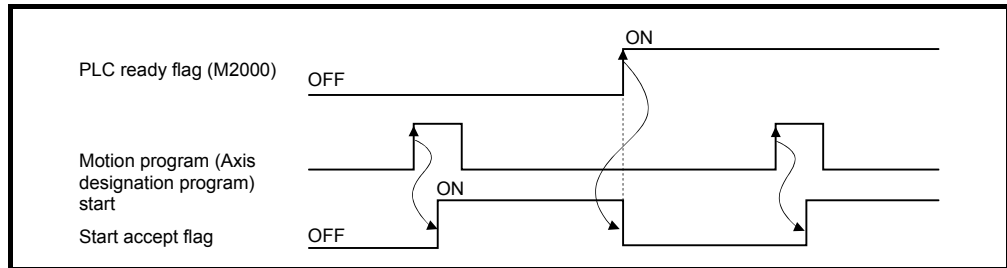 ON
PLC ready flag (M2000)
OFF
Motion program (Axis
designation program)
start
ON
Start accept flag
OFF